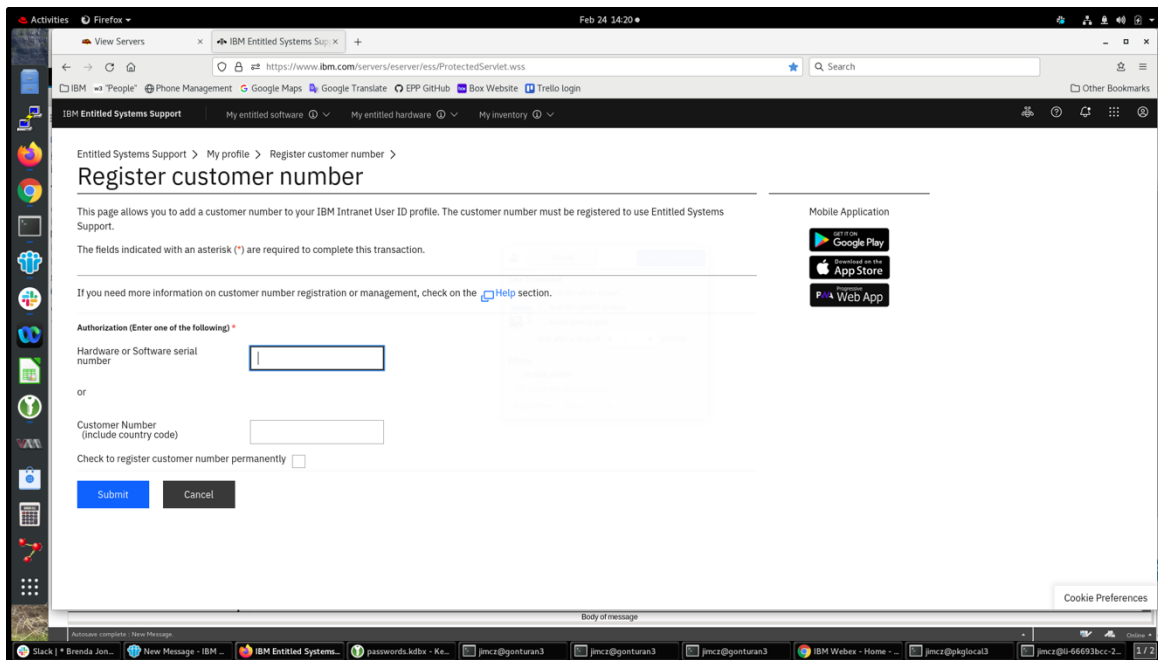 Activities Firefox Feb 24 14:20
View Servers IBM Entitled Systems Sup
https://www.ibm.com/servers/eserver/ess/ProtectedServlet.wss Search
IBM w3 "People" Phone Management Google Maps Google Translate EPP GitHub Box Website Trello login Other Bookmarks
IBM Entitled Systems Support My entitled software My entitled hardware My inventory
Entitled Systems Support > My profile > Register customer number >
Register customer number
This page allows you to add a customer number to your IBM Intranet User ID profile. The customer number must be registered to use Entitled Systems
Support.
The fields indicated with an asterisk (*) are required to complete this transaction.
Mobile Application
GET IT ON
Google Play
Download on the
App Store
Progressive
PWA Web App
If you need more information on customer number registration or management, check on the Help section.
Authorization (Enter one of the following) *
Hardware or Software serial
number
or
Customer Number
(include country code)
Check to register customer number permanently
Submit Cancel
Cookie Preferences
Body of message
Autosave complete : New Message. Online
Slack | * Brenda Jon... New Message - IBM ... IBM Entitled Systems... passwords.kdbx - Ke... jimcz@gonturan3 jimcz@gonturan3 jimcz@gonturan3 IBM Webex - Home - ... jimcz@pkglocal3 jimcz@li-66693bcc-2... 1 / 2